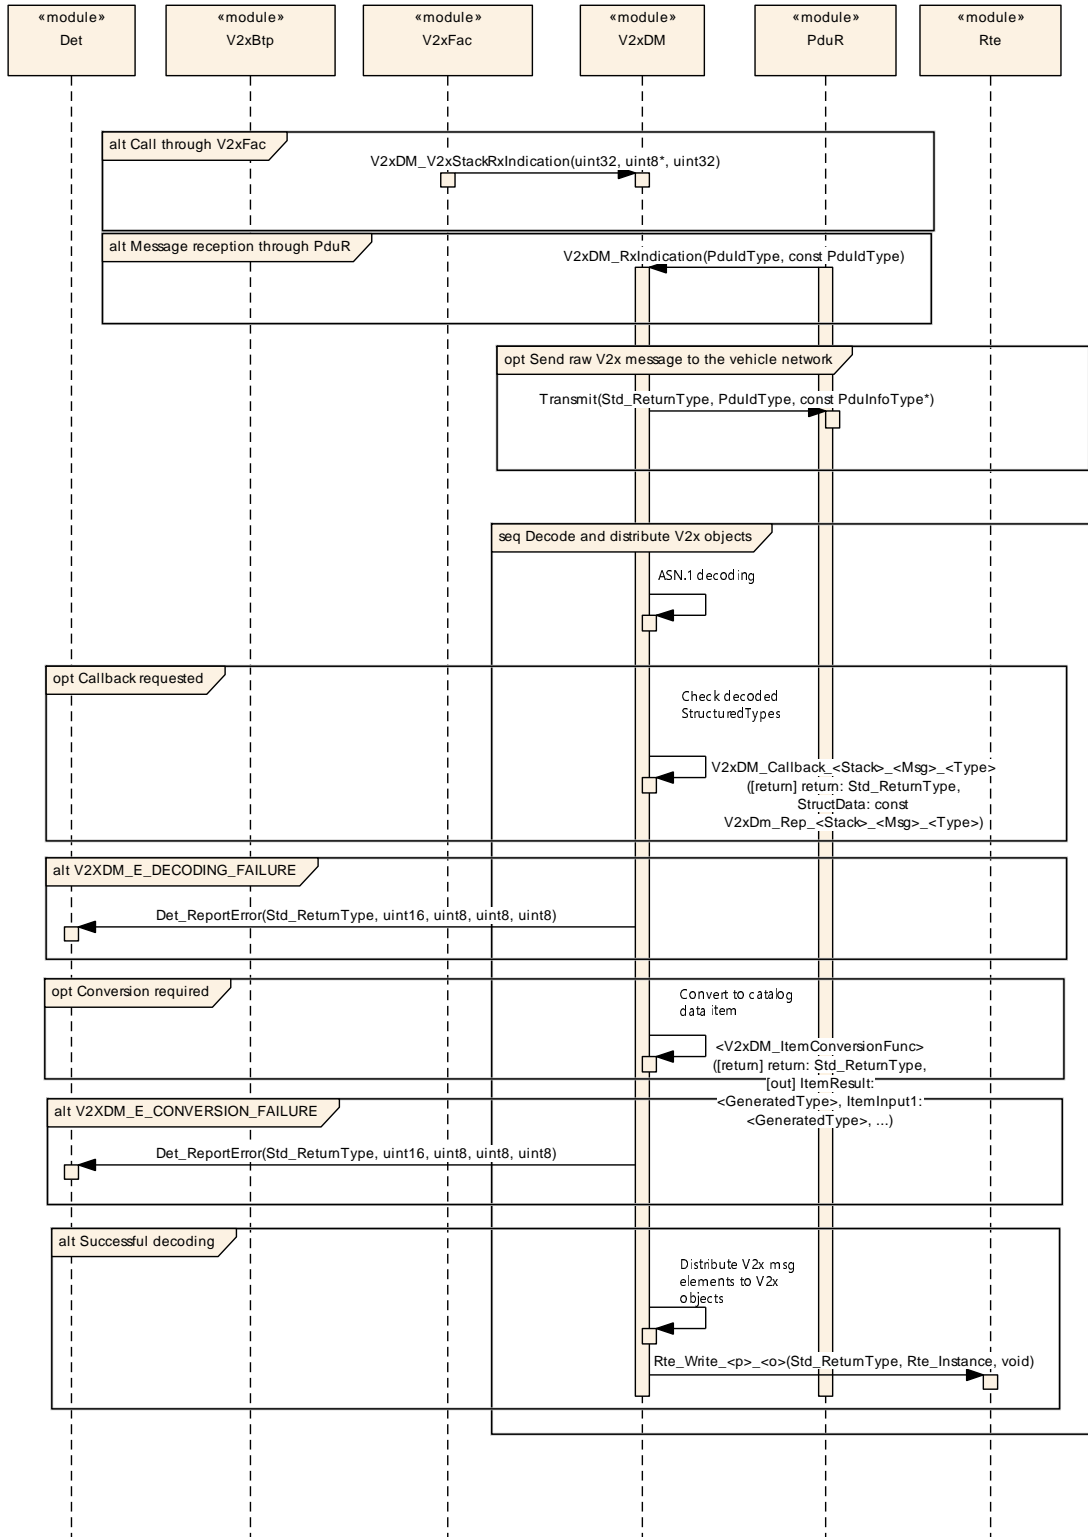 «module»
Det
«module»
V2xBtp
«module»
V2xFac
«module»
V2xDM
«module»
PduR
«module»
Rte
alt Call through V2xFac
V2xDM_V2xStackRxIndication(uint32, uint8*, uint32)
alt Message reception through PduR
V2xDM_RxIndication(PduIdType, const PduIdType)
opt Send raw V2x message to the vehicle network
Transmit(Std_ReturnType, PduIdType, const PduInfoType*)
seq Decode and distribute V2x objects
ASN.1 decoding
opt Callback requested
Check decoded
StructuredTypes
V2xDM_Callback_<Stack>_<Msg>_<Type>
([return] return: Std_ReturnType,
StructData: const
V2xDm_Rep_<Stack>_<Msg>_<Type>)
alt V2XDM_E_DECODING_FAILURE
Det_ReportError(Std_ReturnType, uint16, uint8, uint8, uint8)
opt Conversion required
Convert to catalog
data item
<V2xDM_ItemConversionFunc>
([return] return: Std_ReturnType,
[out] ItemResult:
<GeneratedType>, ItemInput1:
<GeneratedType>, ...)
alt V2XDM_E_CONVERSION_FAILURE
Det_ReportError(Std_ReturnType, uint16, uint8, uint8, uint8)
alt Successful decoding
Distribute V2x msg
elements to V2x
objects
Rte_Write_<p>_<o>(Std_ReturnType, Rte_Instance, void)